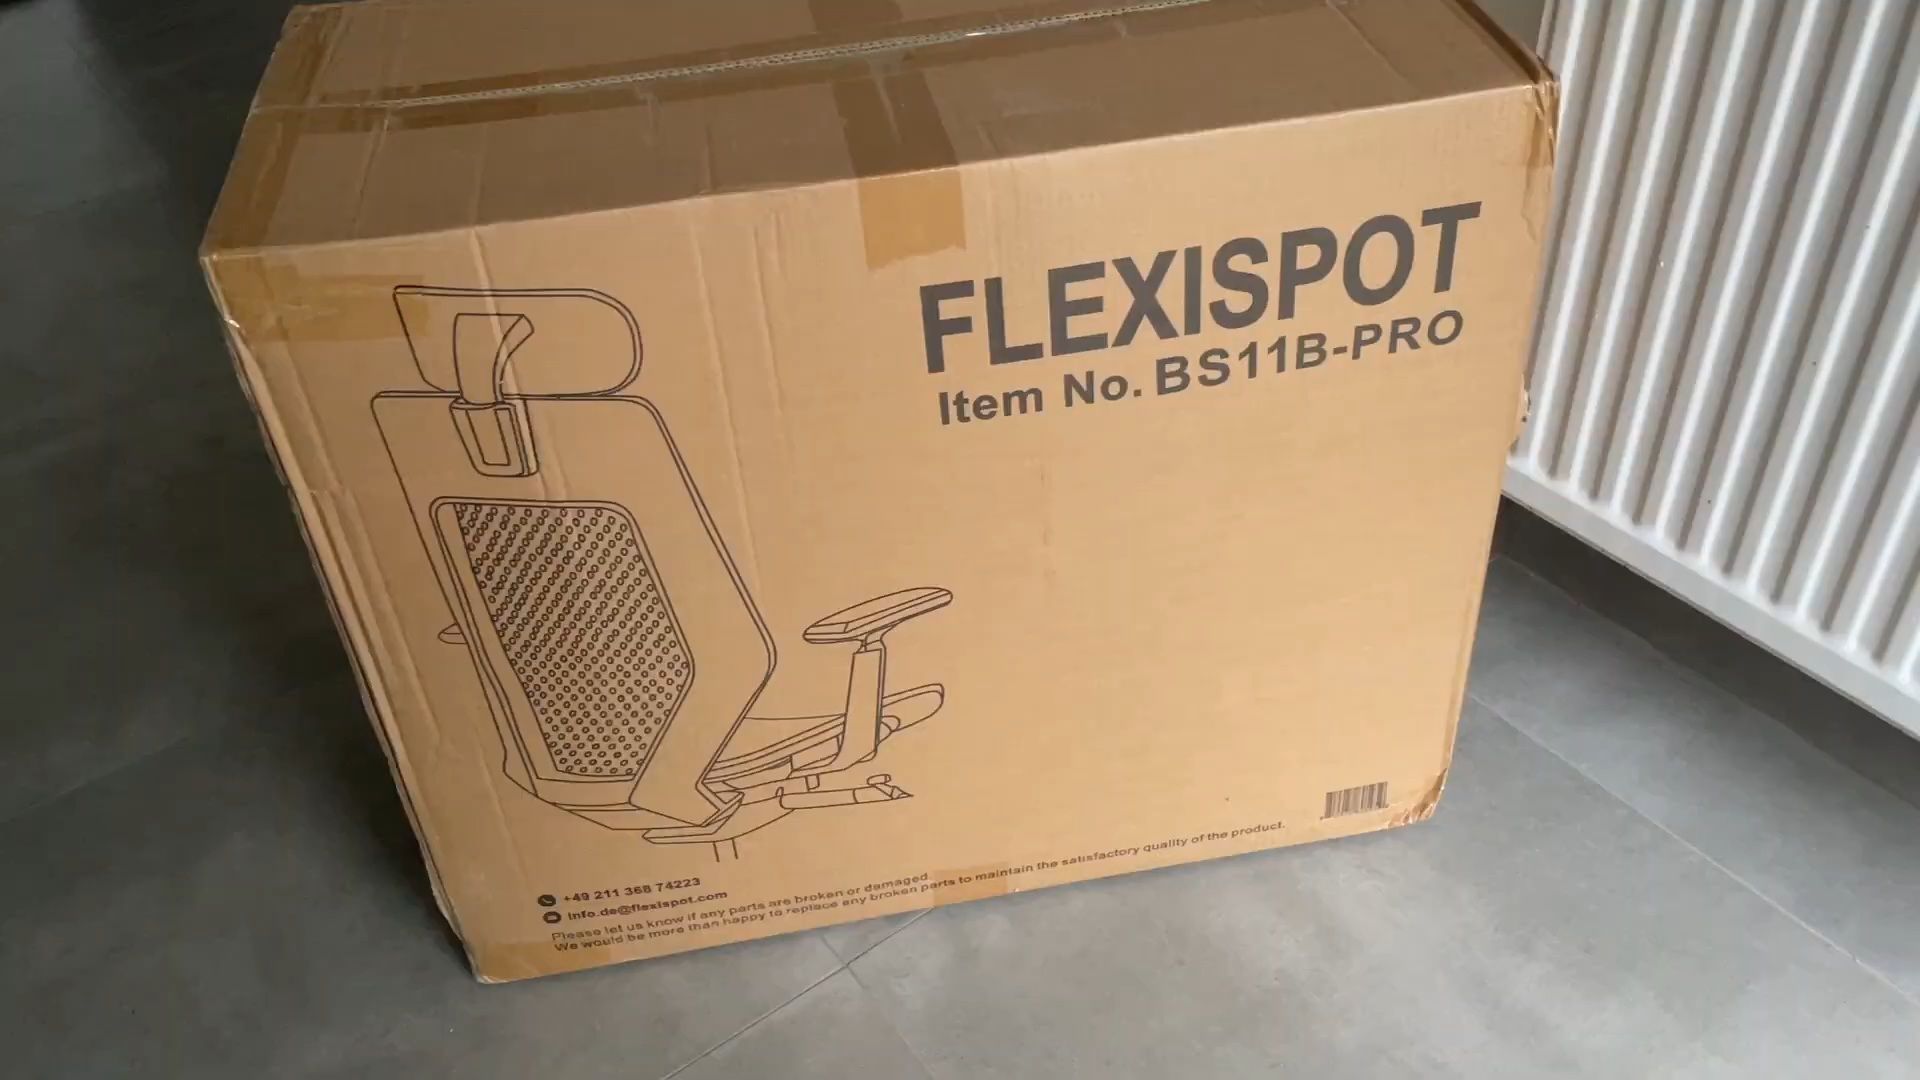 FLEXISPOT
Item No. BS11B-PRO
+49 211 368 74223
info.de@flexispot.com
Please let us know if any parts are broken or damaged.
We would be more than happy to replace any broken parts to maintain the satisfactory quality of the product.